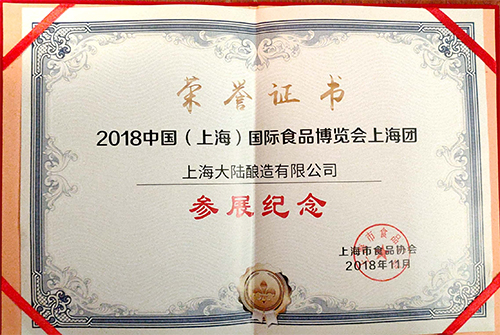 荣誉证书
2018中国（上海）国际食品博览会上海团
上海大陆酿造有限公司
参展纪念
上海市食品协会
2018年11月